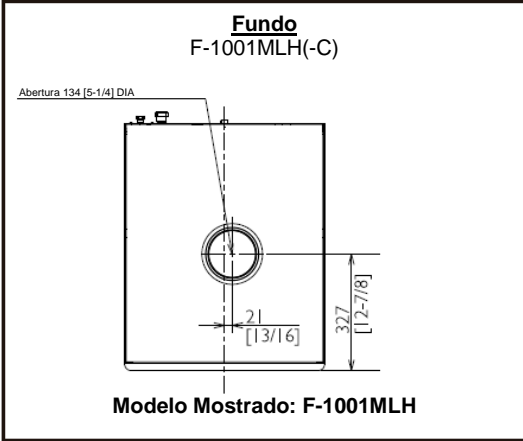 Fundo
F-1001MLH(-C)
Abertura 134 [5-1/4] DIA
21
[13/16]
327
[12-7/8]
Modelo Mostrado: F-1001MLH